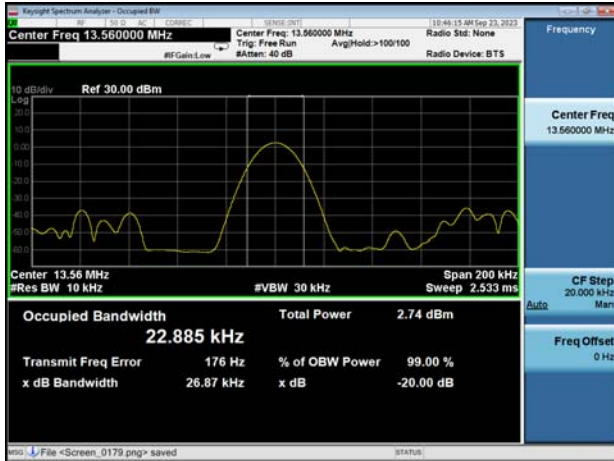 Keysight Spectrum Analyzer - Occupied BW
RF 50 Ω AC CORREC SENSE:INT 10:46:15 AM Sep 23, 2023
Center Freq 13.560000 MHz
Center Freq: 13.560000 MHz Radio Std: None
Trig: Free Run Avg|Hold:>100/100
#IFGain:Low #Atten: 40 dB Radio Device: BTS
10 dB/div Ref 30.00 dBm
Log
20.0
10.0
0.00
10.0
20.0
30.0
40.0
50.0
60.0
Center 13.56 MHz Span 200 kHz
#Res BW 10 kHz #VBW 30 kHz Sweep 2.533 ms
Occupied Bandwidth Total Power 2.74 dBm
22.885 kHz
Transmit Freq Error 176 Hz % of OBW Power 99.00 %
x dB Bandwidth 26.87 kHz x dB -20.00 dB
MSG File <Screen_0179.png> saved STATUS
Frequency
Center Freq
13.560000 MHz
CF Step
20.000 kHz
Auto Man
Freq Offset
0 Hz